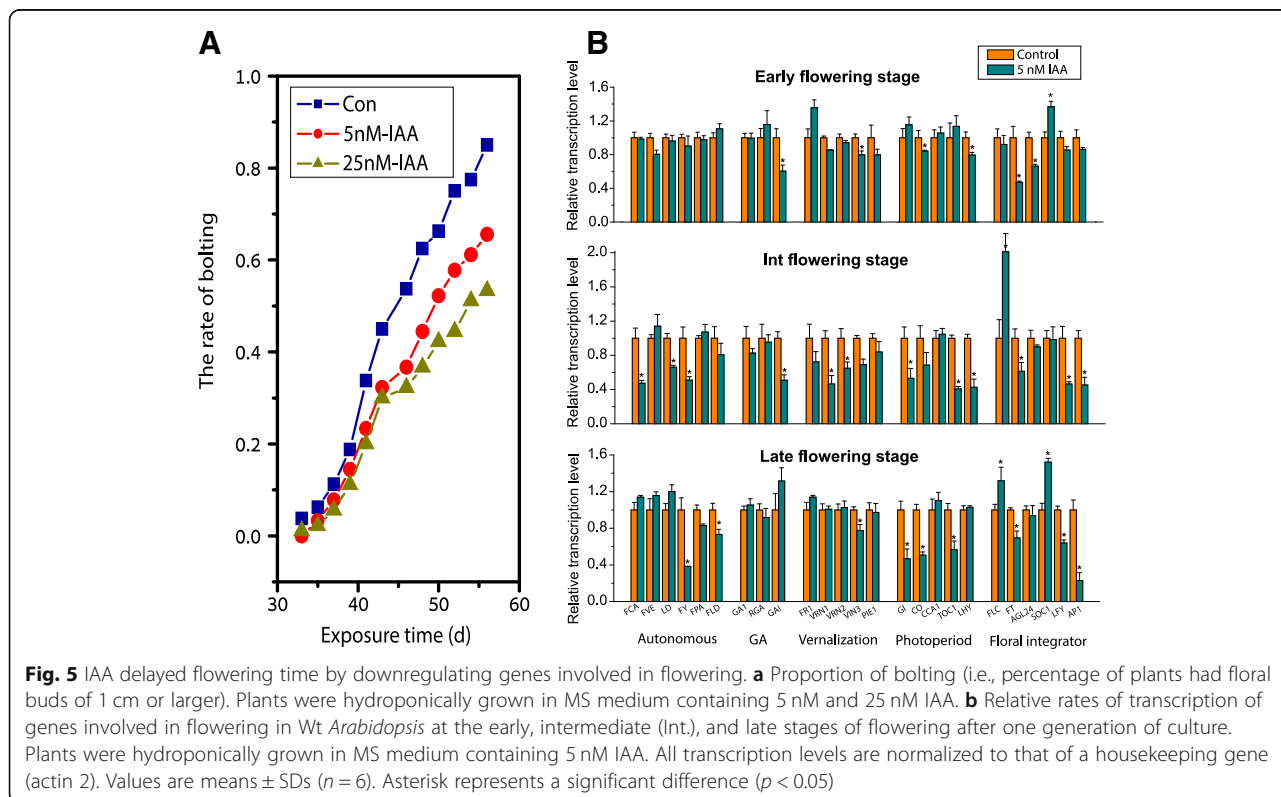 A
B
1.0
0.8
0.6
0.4
0.2
0.0
The rate of bolting
Con
5nM-IAA
25nM-IAA
30
40
50
60
Exposure time (d)
Control
5 nM IAA
Early flowering stage
1.6
1.2
0.8
0.4
0.0
Relative transcription level
* * * * * * * *
Int flowering stage
2.0
1.6
1.2
0.8
0.4
0.0
Relative transcription level
Late flowering stage
1.6
1.2
0.8
0.4
0.0
Relative transcription level
FCA FVE LD FY FPA FLD
GA1 RGA GAI
FR1 VRN1 VRN2 VIN3 PIE1
GI CO CCA1 TOC1 LHY
FLC FT AGL24 SOC1 LFY AP1
Autonomous GA Vernalization Photoperiod Floral integrator
Fig. 5 IAA delayed flowering time by downregulating genes involved in flowering. a Proportion of bolting (i.e., percentage of plants had floral
buds of 1 cm or larger). Plants were hydroponically grown in MS medium containing 5 nM and 25 nM IAA. b Relative rates of transcription of
genes involved in flowering in Wt Arabidopsis at the early, intermediate (Int.), and late stages of flowering after one generation of culture.
Plants were hydroponically grown in MS medium containing 5 nM IAA. All transcription levels are normalized to that of a housekeeping gene
(actin 2). Values are means ± SDs (n = 6). Asterisk represents a significant difference (p < 0.05)